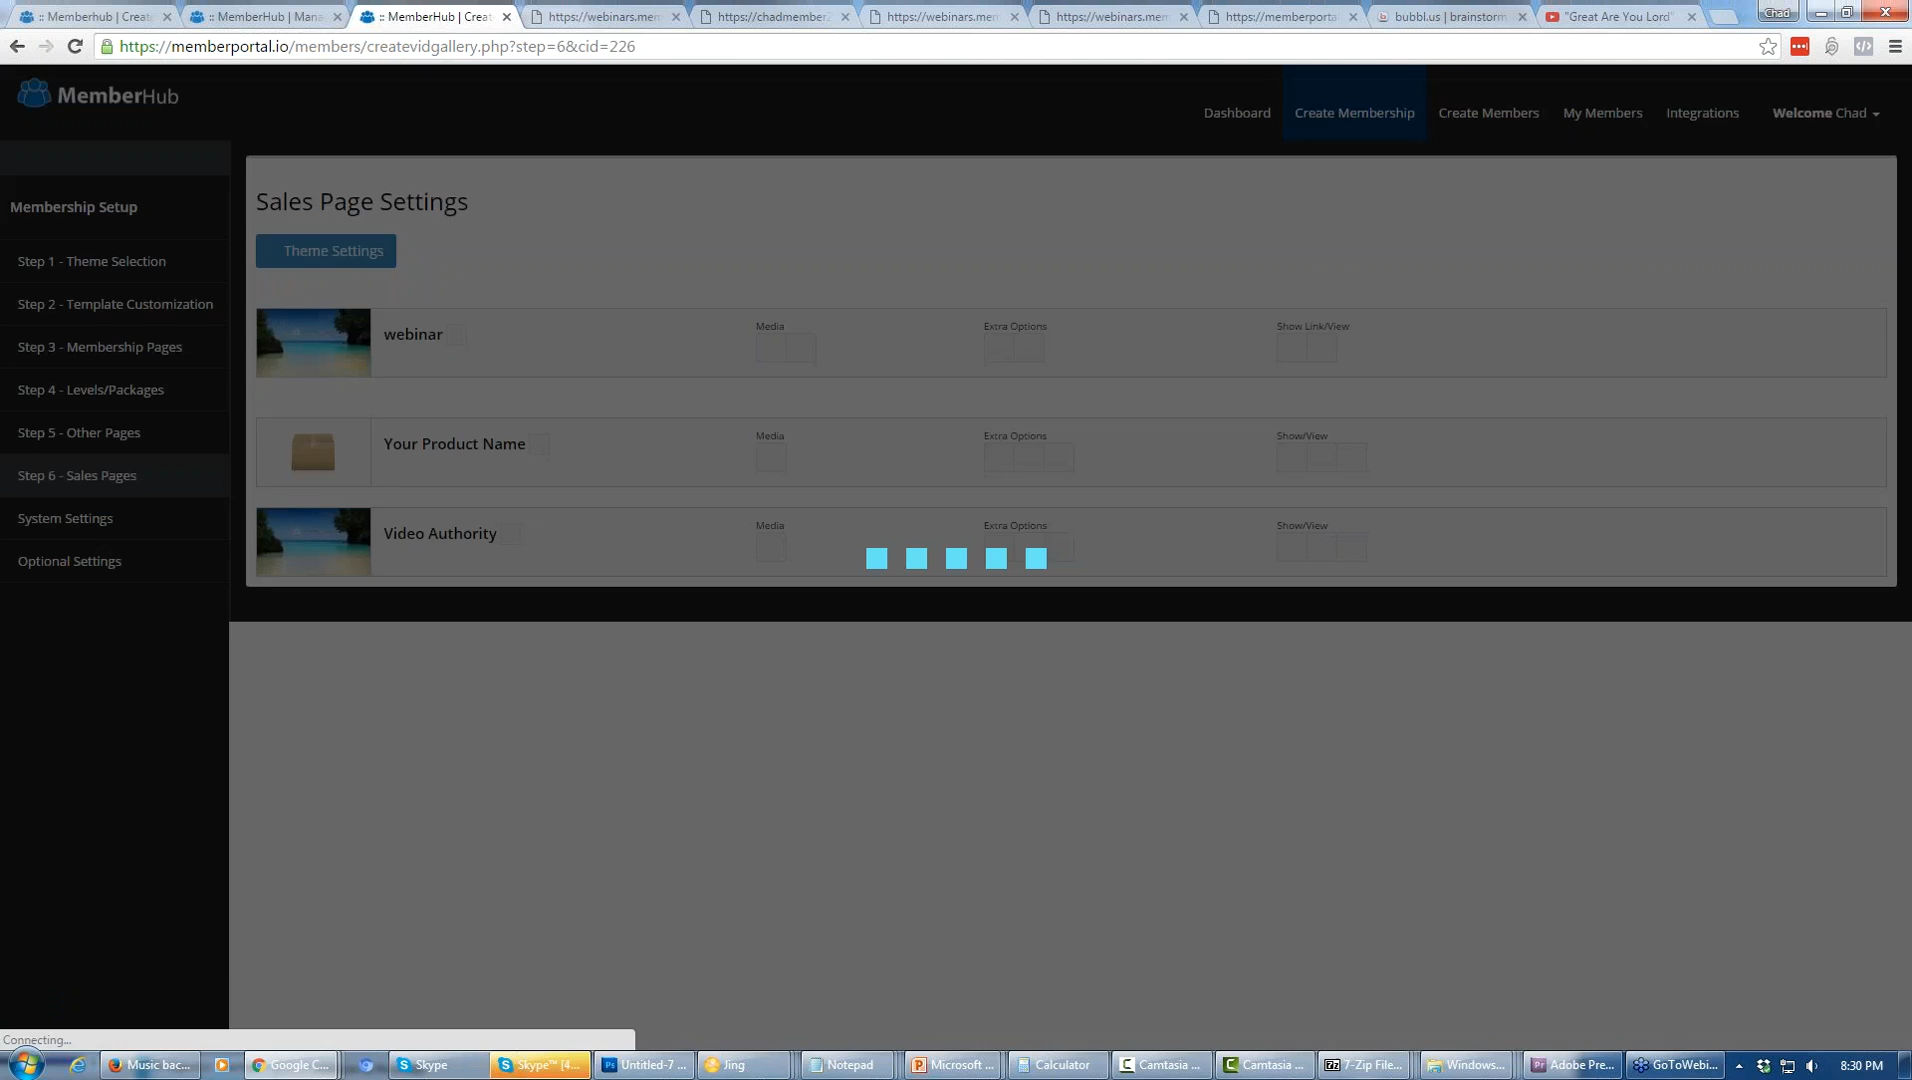 :: Memberhub | Create
:: MemberHub | Mana
:: MemberHub | Creat
https://webinars.mem
https://chadmember2
https://webinars.mem
https://webinars.mem
https://memberportal
bubbl.us | brainstorm
"Great Are You Lord"
Chad
https://memberportal.io/members/createvidgallery.php?step=6&cid=226
MemberHub
Dashboard
Create Membership
Create Members
My Members
Integrations
Welcome Chad
Membership Setup
Step 1 - Theme Selection
Step 2 - Template Customization
Step 3 - Membership Pages
Step 4 - Levels/Packages
Step 5 - Other Pages
Step 6 - Sales Pages
System Settings
Optional Settings
Sales Page Settings
Theme Settings
webinar
Media
Extra Options
Show Link/View
Your Product Name
Media
Extra Options
Show/View
Video Authority
Media
Extra Options
Show/View
Connecting...
Music bac...
Google C...
Skype
Skype™ [4...
Untitled-7 ...
Jing
Notepad
Microsoft ...
Calculator
Camtasia ...
Camtasia ...
7-Zip File...
Windows...
Adobe Pre...
GoToWebi...
8:30 PM